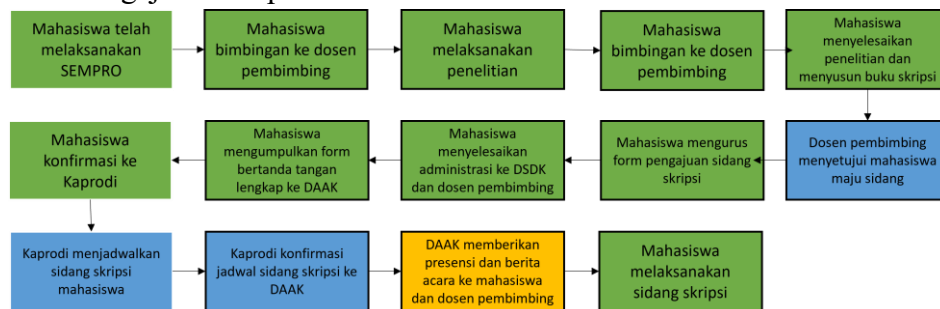 Mahasiswa telah
melaksanakan
SEMPRO
Mahasiswa
bimbingan ke dosen
pembimbing
Mahasiswa
melaksanakan
penelitian
Mahasiswa
bimbingan ke dosen
pembimbing
Mahasiswa
menyelesaikan
penelitian dan
menyusun buku skripsi
Dosen pembimbing
menyetujui mahasiswa
maju sidang
Mahasiswa mengurus
form pengajuan sidang
skripsi
Mahasiswa
menyelesaikan
administrasi ke DSDK
dan dosen pembimbing
Mahasiswa
mengumpulkan form
bertanda tangan
lengkap ke DAAK
Mahasiswa
konfirmasi ke
Kaprodi
Kaprodi menjadwalkan
sidang skripsi
mahasiswa
Kaprodi konfirmasi
jadwal sidang skripsi ke
DAAK
DAAK memberikan
presensi dan berita
acara ke mahasiswa
dan dosen pembimbing
Mahasiswa
melaksanakan
sidang skripsi